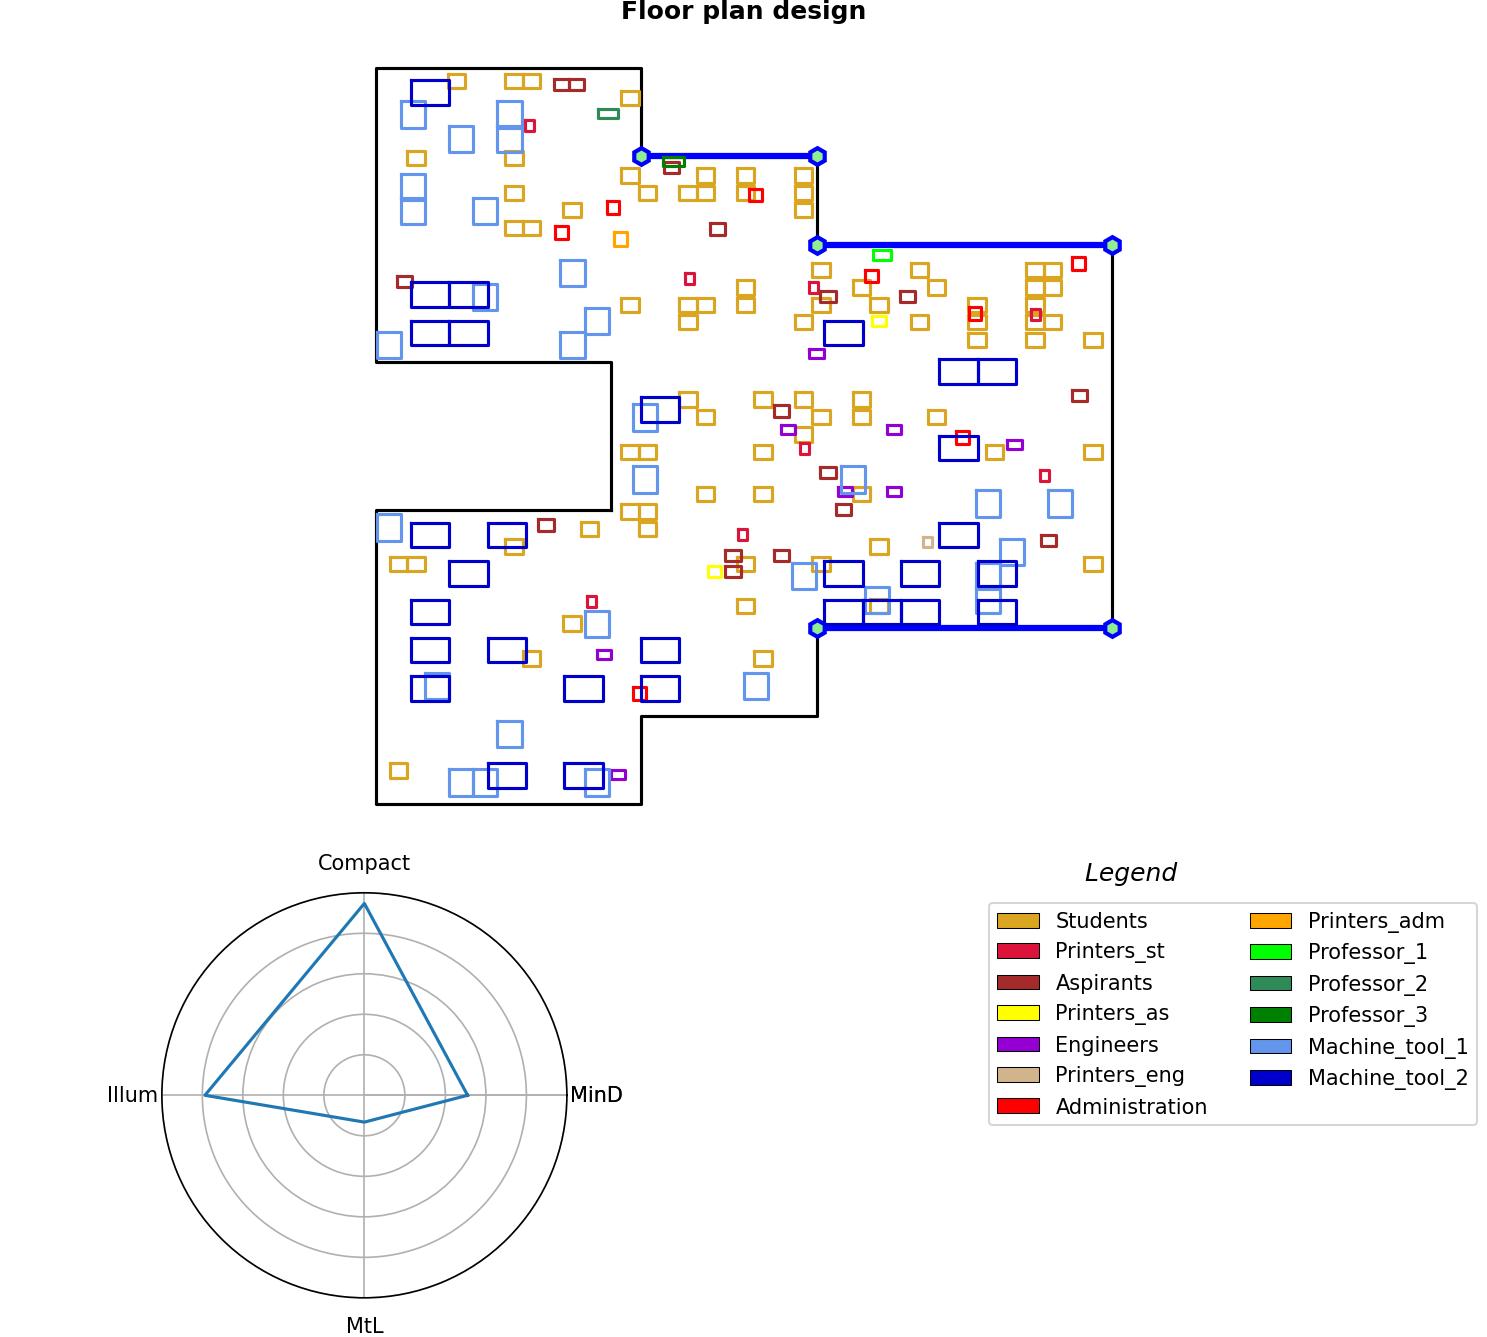 Floor plan design
Compact
Illum
MinD
MtL
Legend
Students
Printers_st
Aspirants
Printers_as
Engineers
Printers_eng
Administration
Printers_adm
Professor_1
Professor_2
Professor_3
Machine_tool_1
Machine_tool_2